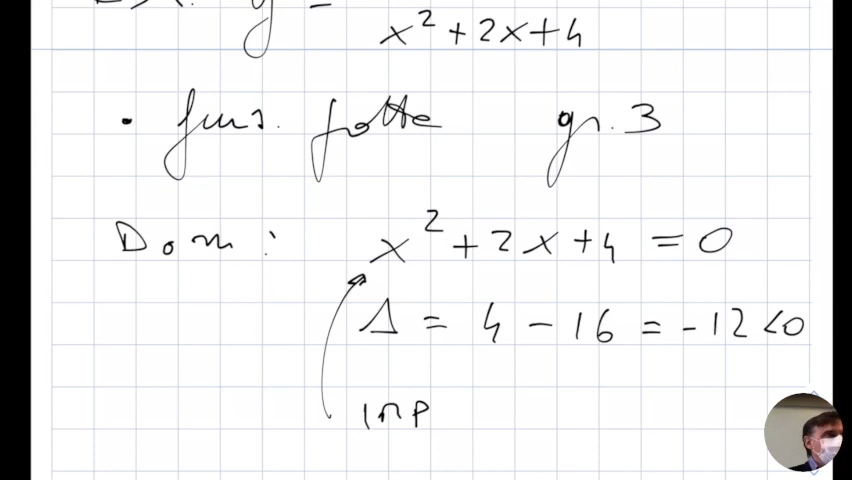 y =
x² + 2x + 4
• funz. fratta gr. 3
Dom : x² + 2x + 4 = 0
Δ = 4 - 16 = -12 < 0
IMP